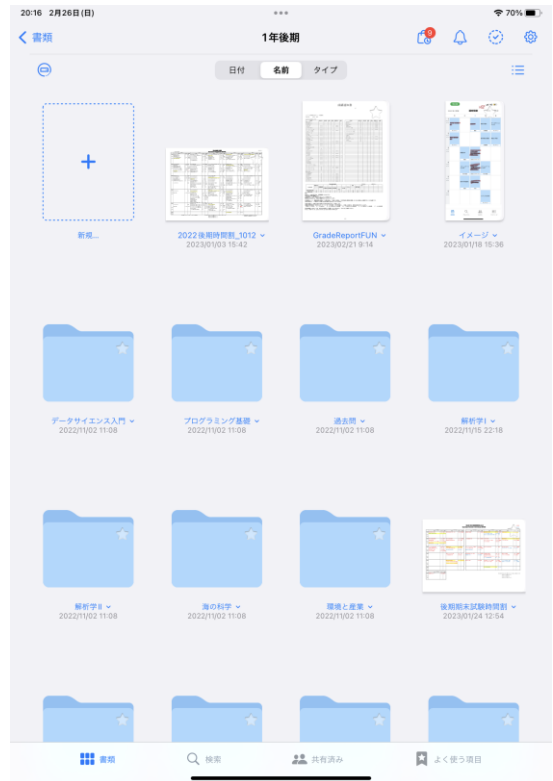 20:16 2月26日(日)
70%
書類
1年後期
9
日付 名前 タイプ
新規...
2022後期時間割_1012
2023/01/03 15:42
GradeReportFUN
2023/02/21 9:14
イメージ
2023/01/18 15:36
データサイエンス入門
2022/11/02 11:08
プログラミング基礎
2022/11/02 11:08
過去問
2022/11/02 11:08
解析学I
2022/11/15 22:18
解析学II
2022/11/02 11:08
海の科学
2022/11/02 11:08
環境と産業
2022/11/02 11:08
後期期末試験時間割
2023/01/24 12:54
書類
検索
共有済み
よく使う項目